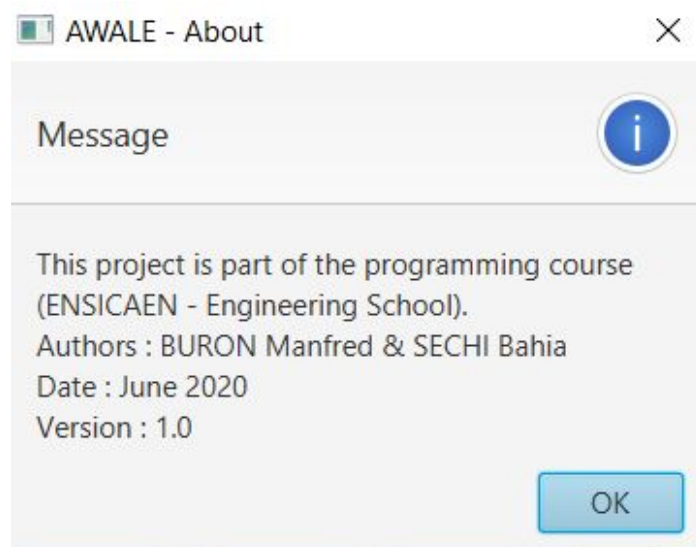 AWALE - About
Message
This project is part of the programming course
(ENSICAEN - Engineering School).
Authors : BURON Manfred & SECHI Bahia
Date : June 2020
Version : 1.0
OK